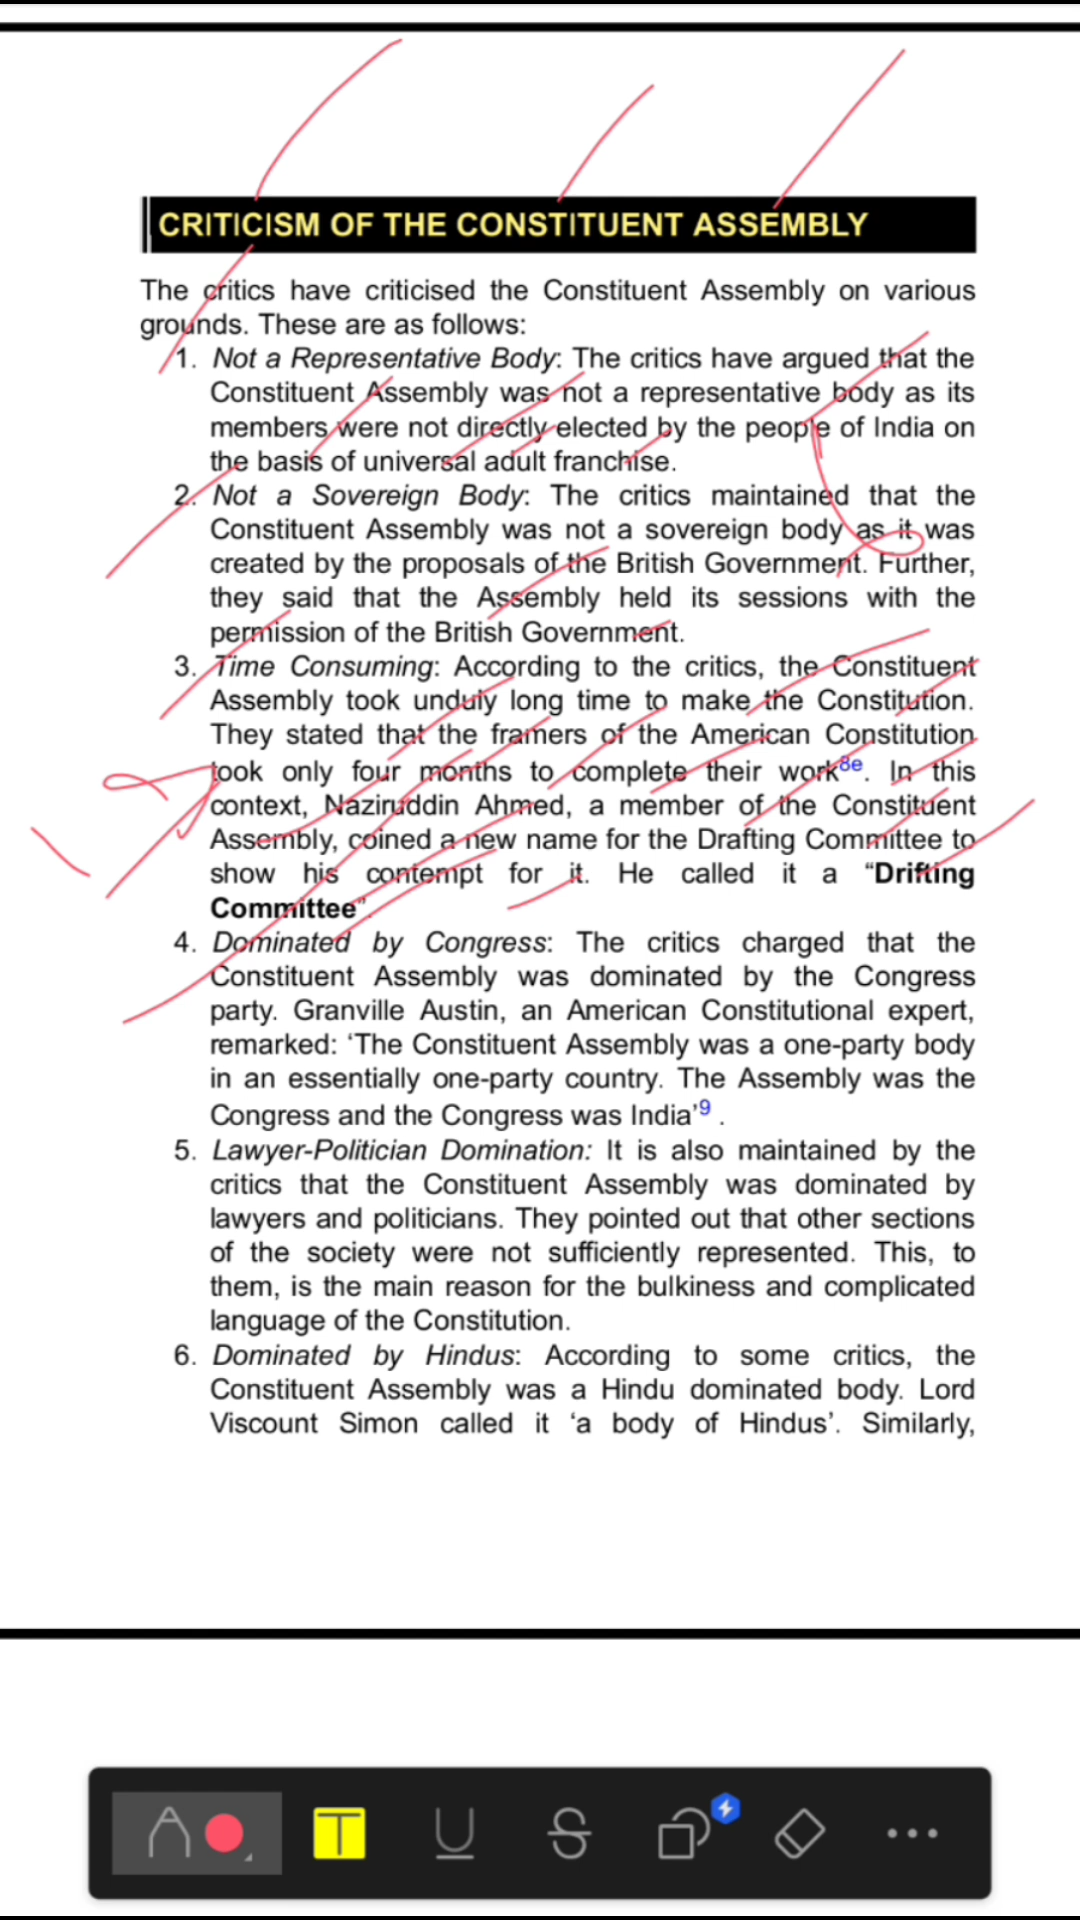 CRITICISM OF THE CONSTITUENT ASSEMBLY
The critics have criticised the Constituent Assembly on various
grounds. These are as follows:
1. Not a Representative Body: The critics have argued that the
Constituent Assembly was not a representative body as its
members were not directly elected by the people of India on
the basis of universal adult franchise.
2. Not a Sovereign Body: The critics maintained that the
Constituent Assembly was not a sovereign body as it was
created by the proposals of the British Government. Further,
they said that the Assembly held its sessions with the
permission of the British Government.
3. Time Consuming: According to the critics, the Constituent
Assembly took unduly long time to make the Constitution.
They stated that the framers of the American Constitution
took only four months to complete their work8e. In this
context, Naziruddin Ahmed, a member of the Constituent
Assembly, coined a new name for the Drafting Committee to
show his contempt for it. He called it a “Drifting
Committee”.
4. Dominated by Congress: The critics charged that the
Constituent Assembly was dominated by the Congress
party. Granville Austin, an American Constitutional expert,
remarked: ‘The Constituent Assembly was a one-party body
in an essentially one-party country. The Assembly was the
Congress and the Congress was India’9 .
5. Lawyer-Politician Domination: It is also maintained by the
critics that the Constituent Assembly was dominated by
lawyers and politicians. They pointed out that other sections
of the society were not sufficiently represented. This, to
them, is the main reason for the bulkiness and complicated
language of the Constitution.
6. Dominated by Hindus: According to some critics, the
Constituent Assembly was a Hindu dominated body. Lord
Viscount Simon called it ‘a body of Hindus’. Similarly,